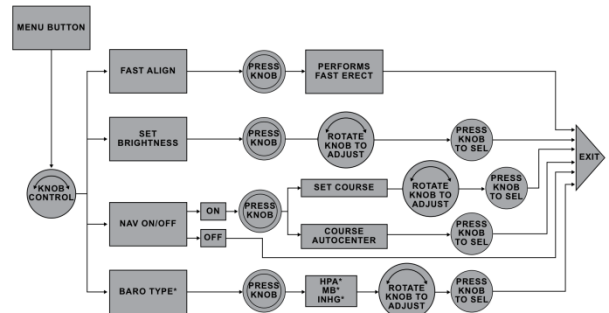 MENU BUTTON
KNOB
CONTROL
FAST ALIGN
PRESS
KNOB
PERFORMS
FAST ERECT
SET
BRIGHTNESS
PRESS
KNOB
ROTATE
KNOB TO
ADJUST
PRESS
KNOB
TO SEL
NAV ON/OFF
ON
OFF
PRESS
KNOB
SET COURSE
ROTATE
KNOB TO
ADJUST
PRESS
KNOB
TO SEL
COURSE
AUTOCENTER
PRESS
KNOB
TO SEL
BARO TYPE*
PRESS
KNOB
HPA*
MB*
INHG*
ROTATE
KNOB TO
ADJUST
PRESS
KNOB
TO SEL
EXIT